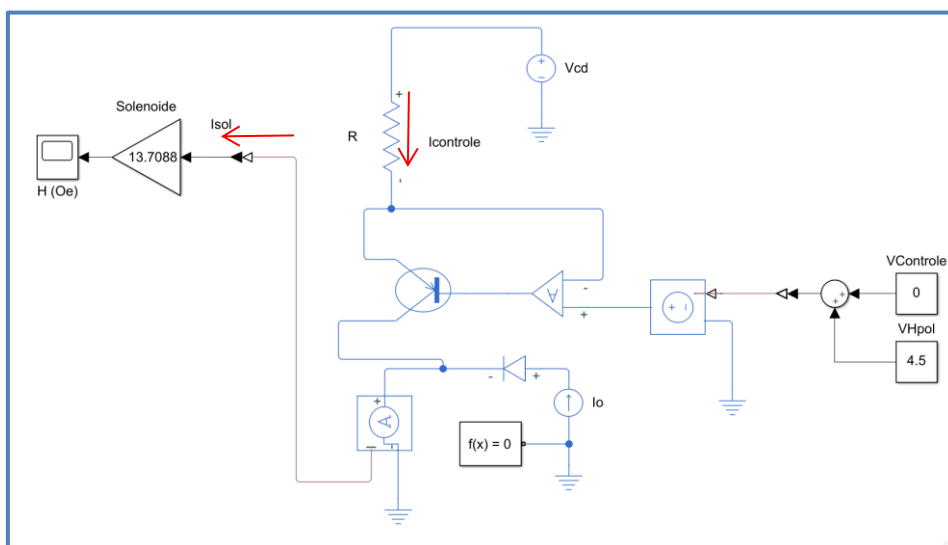 Vcd
+
−
Solenoide
Isol
13.7088
H (Oe)
+
R
Icontrole
-
VControle
0
VHpol
4.5
+
+
A
-
+
+ −
-
+
Io
+
A
-
f(x) = 0